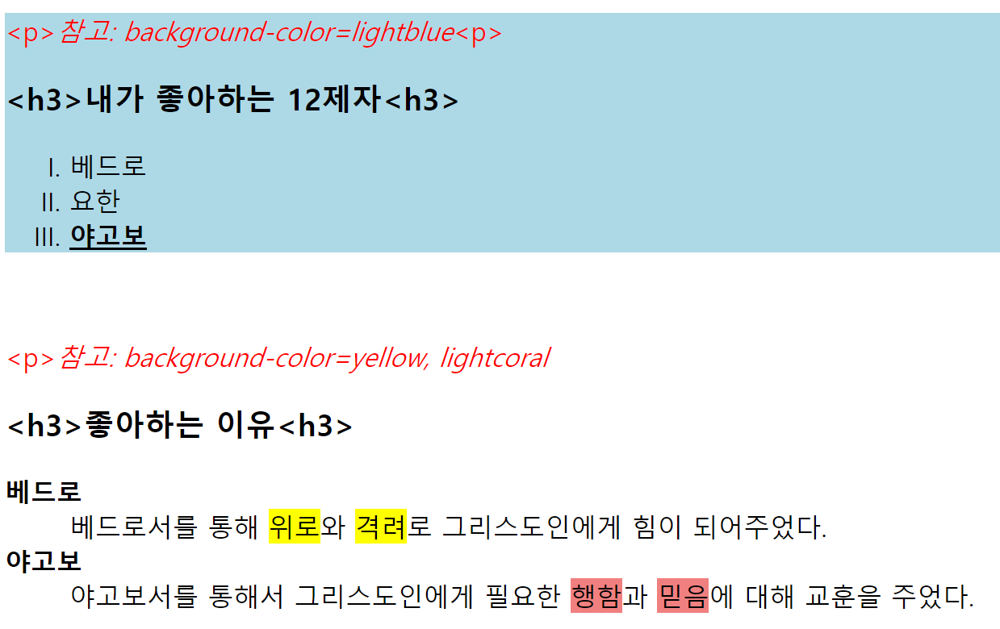 <p>참고: background-color=lightblue<p>
<h3>내가 좋아하는 12제자<h3>
I. 베드로
II. 요한
III. 야고보
<p>참고: background-color=yellow, lightcoral
<h3>좋아하는 이유<h3>
베드로
베드로서를 통해 위로와 격려로 그리스도인에게 힘이 되어주었다.
야고보
야고보서를 통해서 그리스도인에게 필요한 행함과 믿음에 대해 교훈을 주었다.